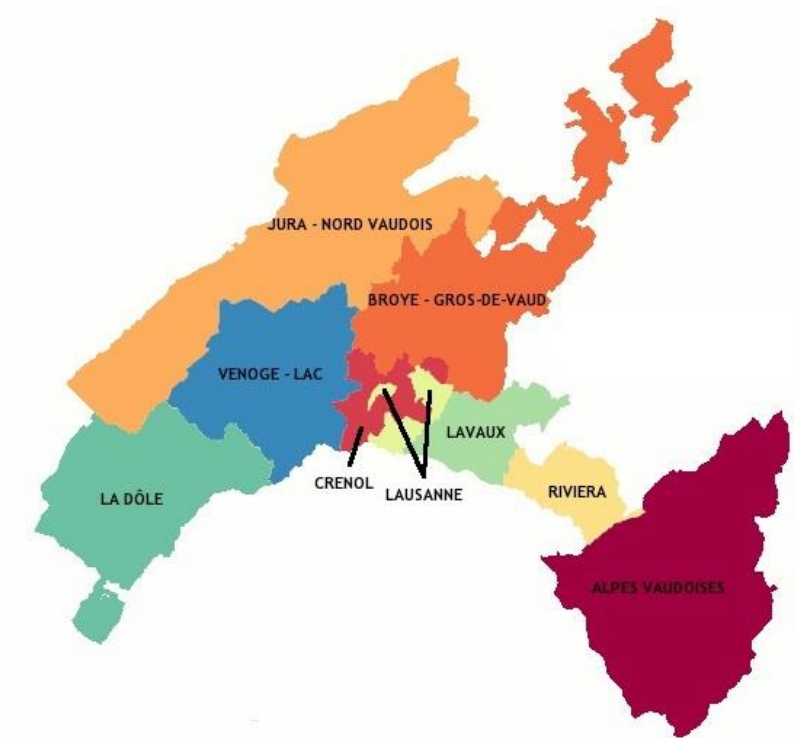 JURA - NORD VAUDOIS
BROYE - GROS-DE-VAUD
VENOGE - LAC
LAVAUX
CRENOL
LAUSANNE
RIVIERA
LA DÔLE
ALPES VAUDOISES